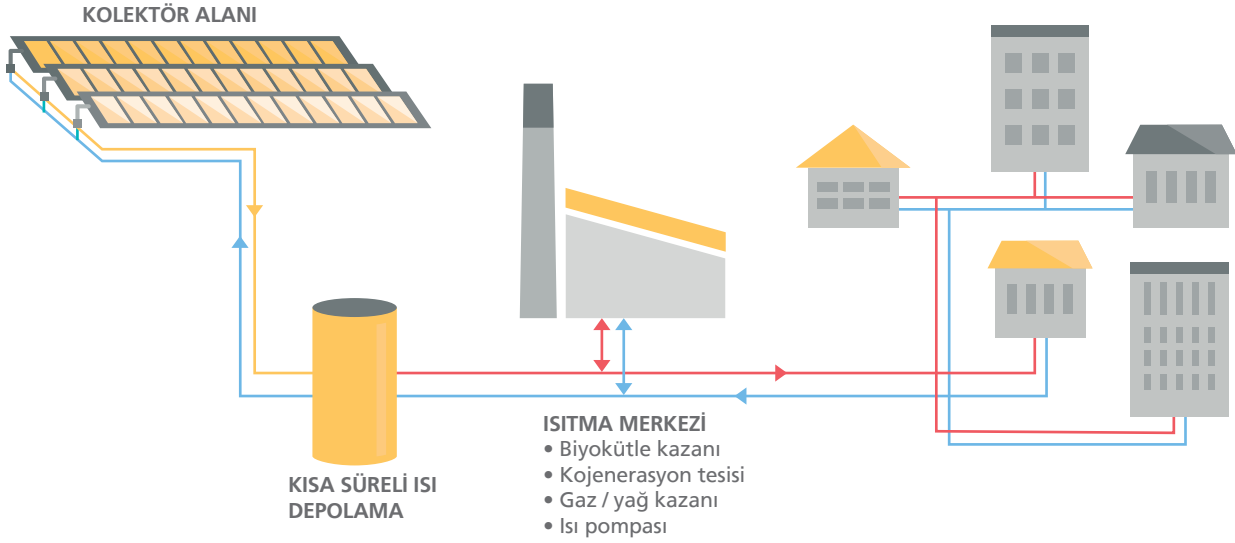 KOLEKTÖR ALANI
KISA SÜRELİ ISI
DEPOLAMA
ISITMA MERKEZİ
• Biyokütle kazanı
• Kojenerasyon tesisi
• Gaz / yağ kazanı
• Isı pompası